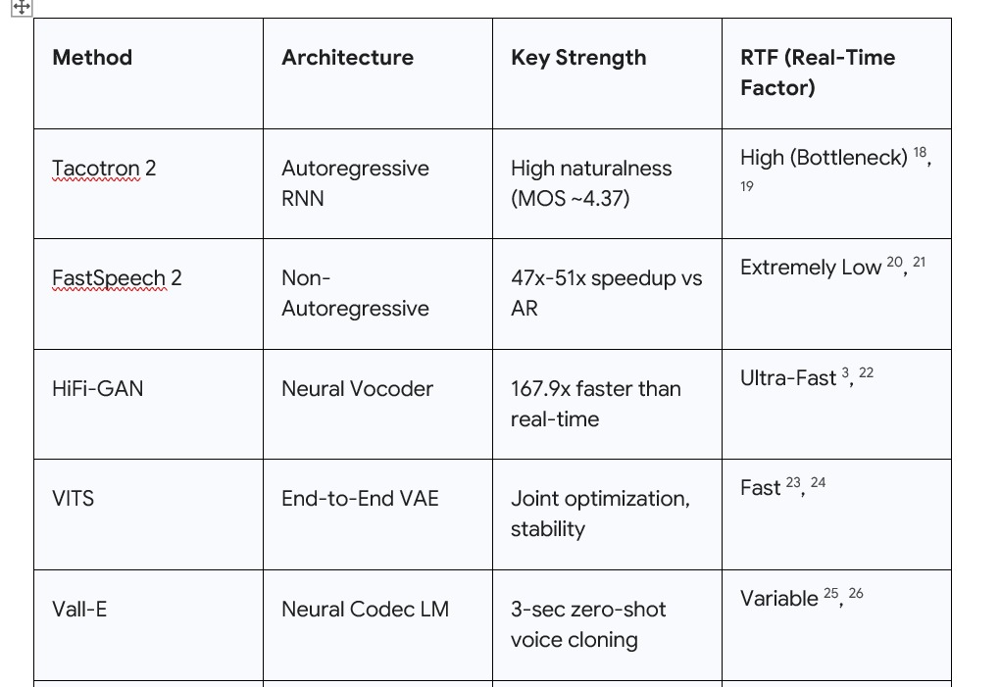 Method Architecture Key Strength RTF (Real-Time
Factor)
Tacotron 2 Autoregressive High naturalness High (Bottleneck) 18,
RNN (MOS ~4.37) 19
FastSpeech 2 Non- 47x-51x speedup vs Extremely Low 20, 21
Autoregressive AR
HiFi-GAN Neural Vocoder 167.9x faster than Ultra-Fast 3, 22
real-time
VITS End-to-End VAE Joint optimization, Fast 23, 24
stability
Vall-E Neural Codec LM 3-sec zero-shot Variable 25, 26
voice cloning